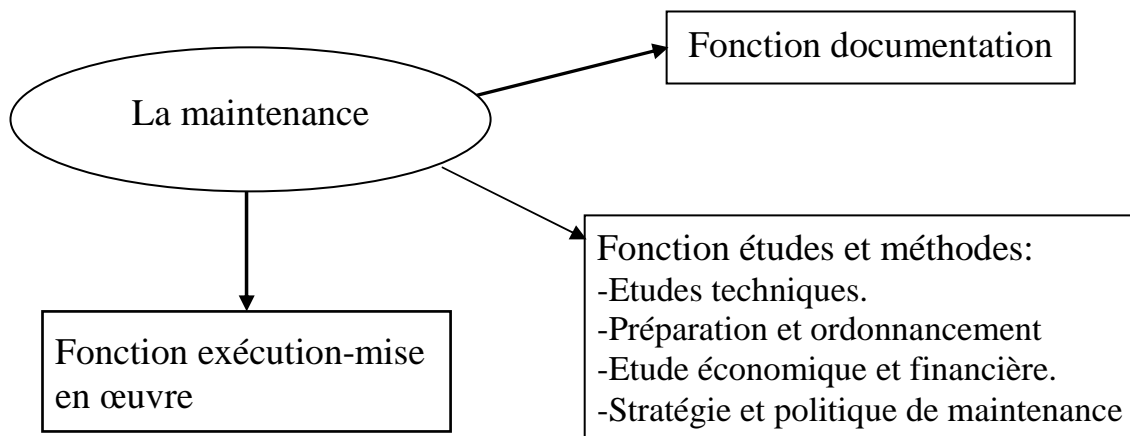 Fonction documentation
La maintenance
Fonction études et méthodes:
-Etudes techniques.
-Préparation et ordonnancement
-Etude économique et financière.
-Stratégie et politique de maintenance
Fonction exécution-mise
en œuvre